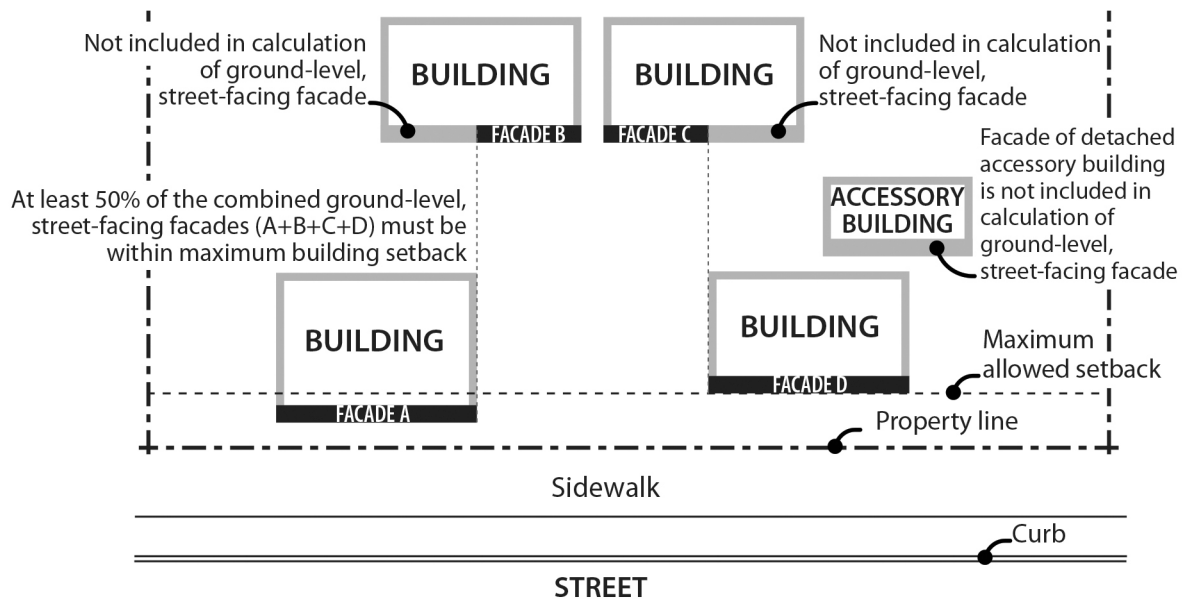 Not included in calculation
of ground-level,
street-facing facade
BUILDING
FACADE B
BUILDING
FACADE C
Not included in calculation
of ground-level,
street-facing facade
Facade of detached
accessory building
is not included in
calculation of
ground-level,
street-facing facade
ACCESSORY
BUILDING
At least 50% of the combined ground-level,
street-facing facades (A+B+C+D) must be
within maximum building setback
BUILDING
FACADE A
BUILDING
FACADE D
Maximum
allowed setback
Property line
Sidewalk
Curb
STREET